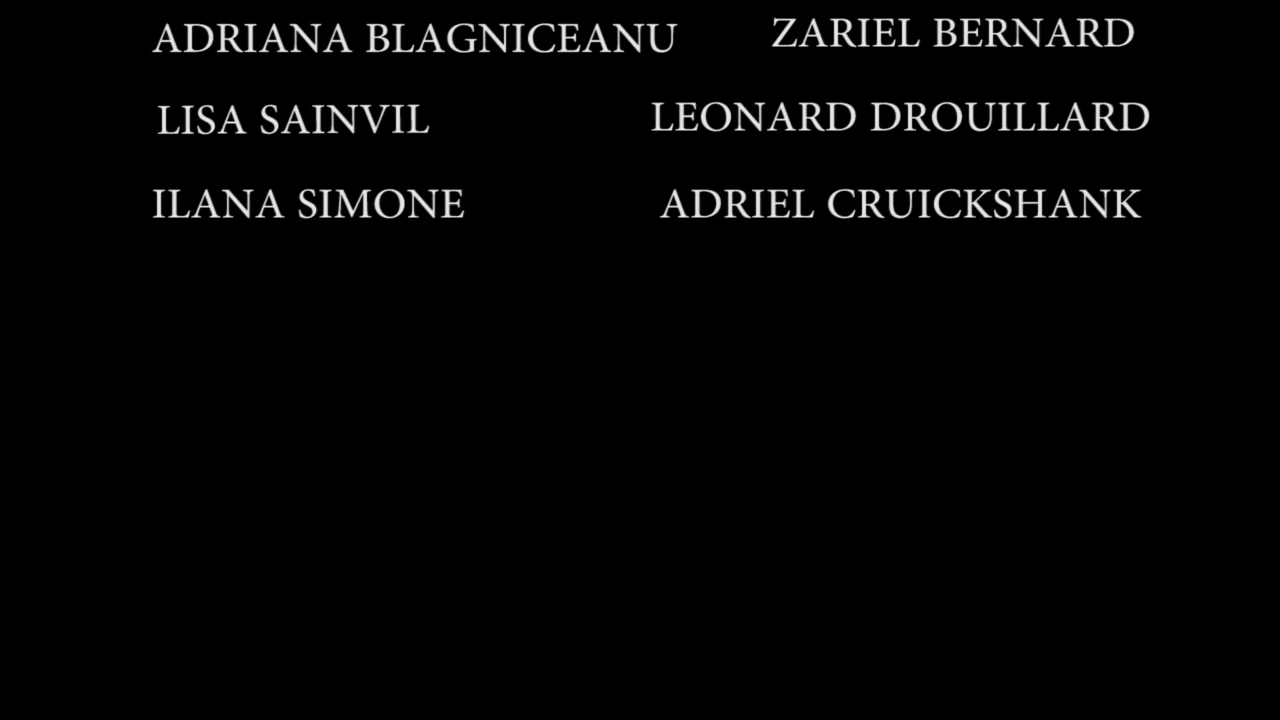 ADRIANA BLAGNICEANU ZARIEL BERNARD
LISA SAINVIL LEONARD DROUILLARD
ILANA SIMONE ADRIEL CRUICKSHANK